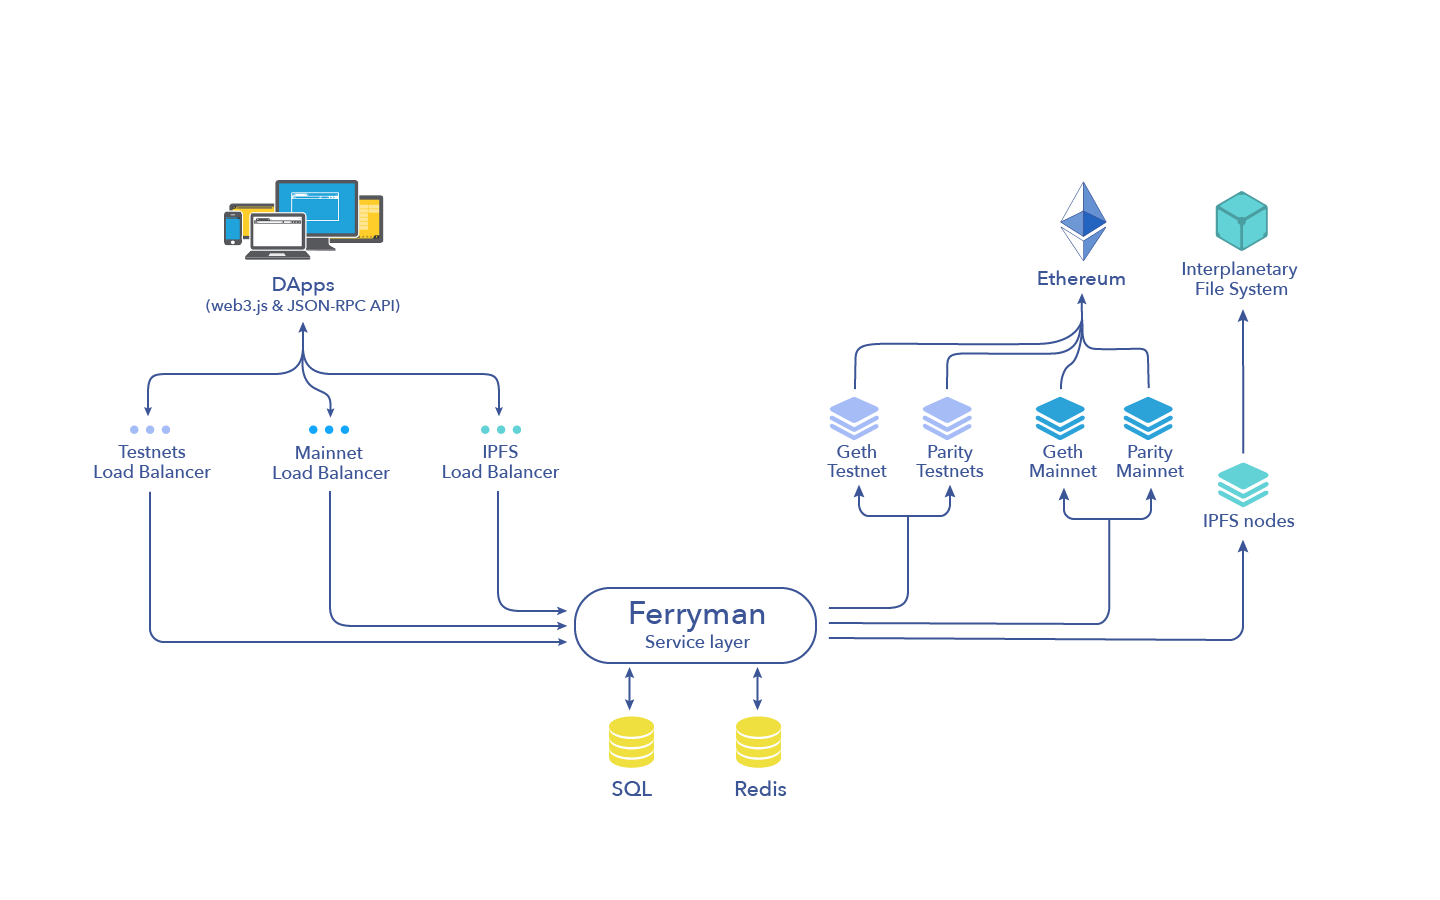 DApps
(web3.js & JSON-RPC API)
Testnets
Load Balancer
Mainnet
Load Balancer
IPFS
Load Balancer
Ferryman
Service layer
SQL
Redis
Ethereum
Interplanetary
File System
Geth
Testnet
Parity
Testnets
Geth
Mainnet
Parity
Mainnet
IPFS nodes